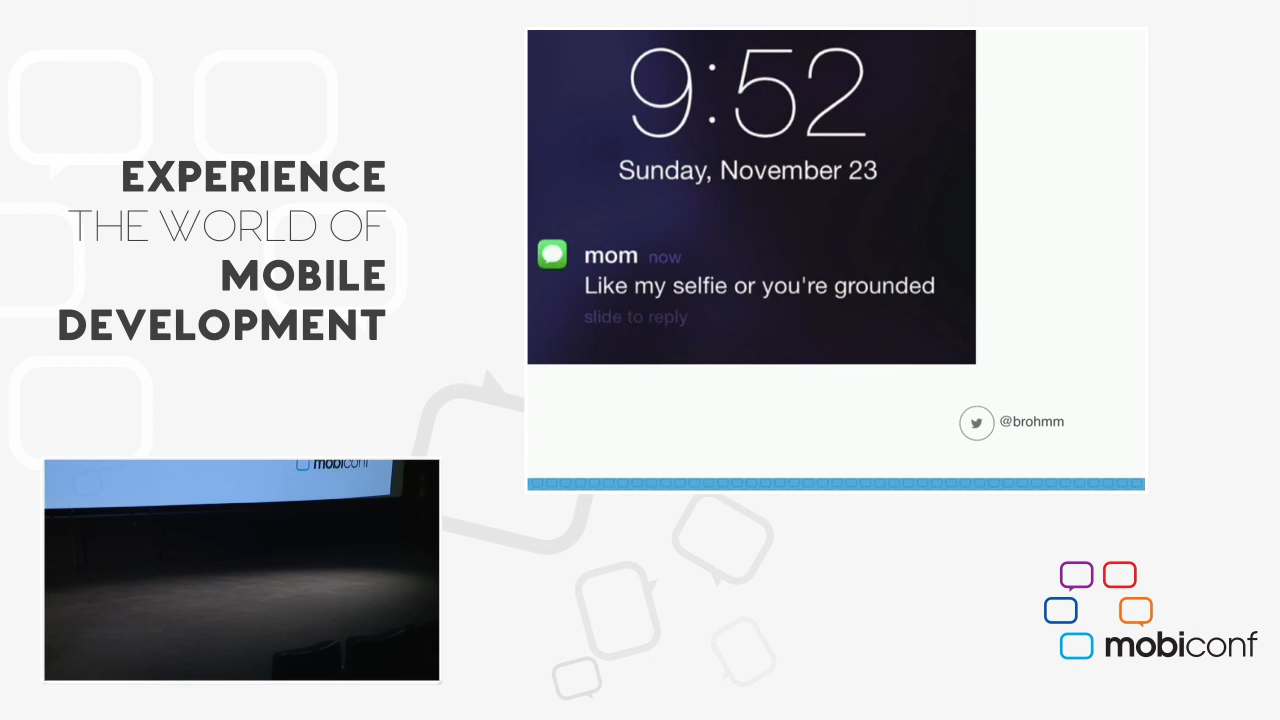 EXPERIENCE
THE WORLD OF
MOBILE
DEVELOPMENT
9:52
Sunday, November 23
mom now
Like my selfie or you're grounded
slide to reply
@brohmm
mobiconf
mobiconf